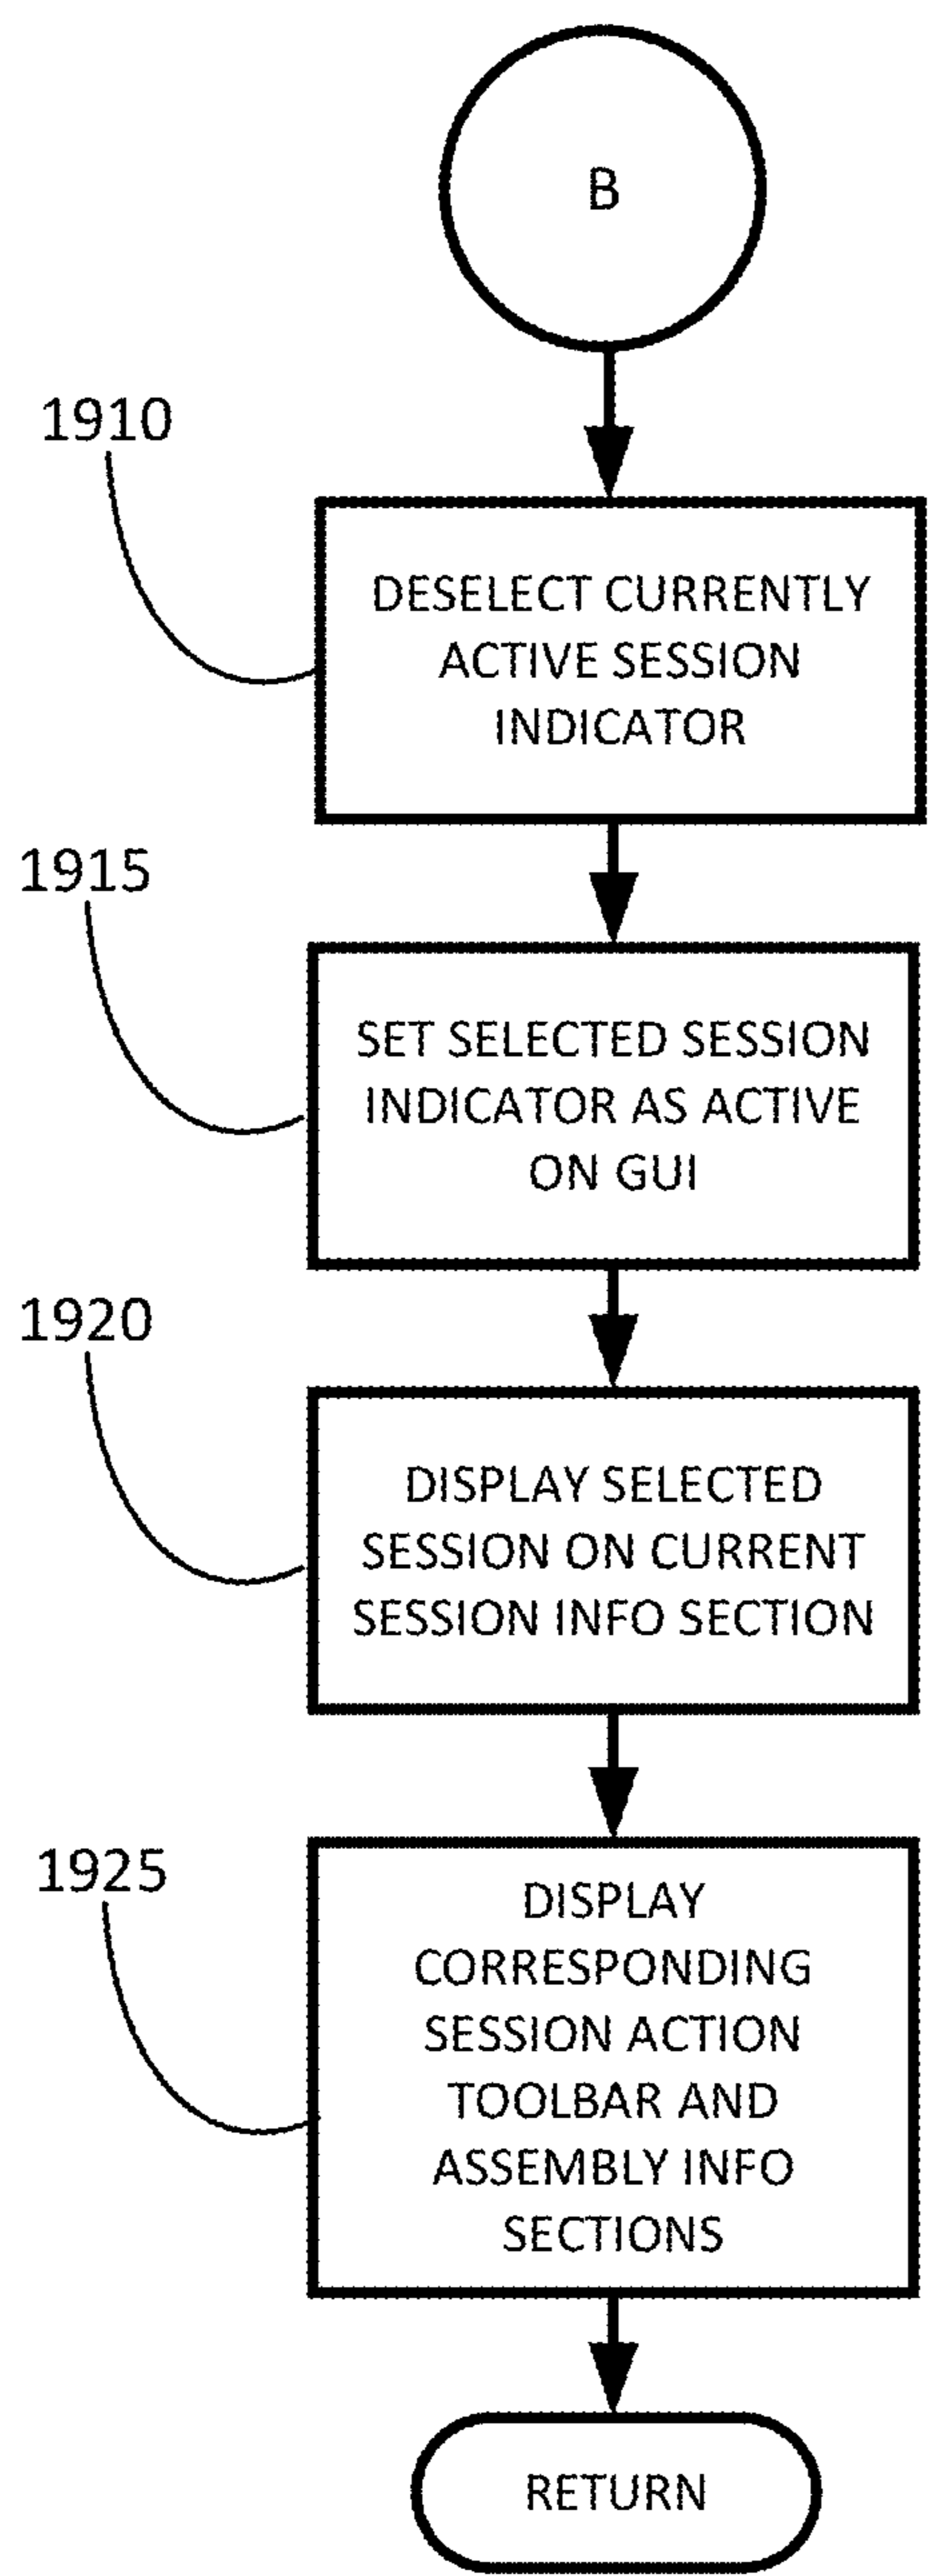 B
1910
DESELECT CURRENTLY
ACTIVE SESSION
INDICATOR
1915
SET SELECTED SESSION
INDICATOR AS ACTIVE
ON GUI
1920
DISPLAY SELECTED
SESSION ON CURRENT
SESSION INFO SECTION
1925
DISPLAY
CORRESPONDING
SESSION ACTION
TOOLBAR AND
ASSEMBLY INFO
SECTIONS
RETURN